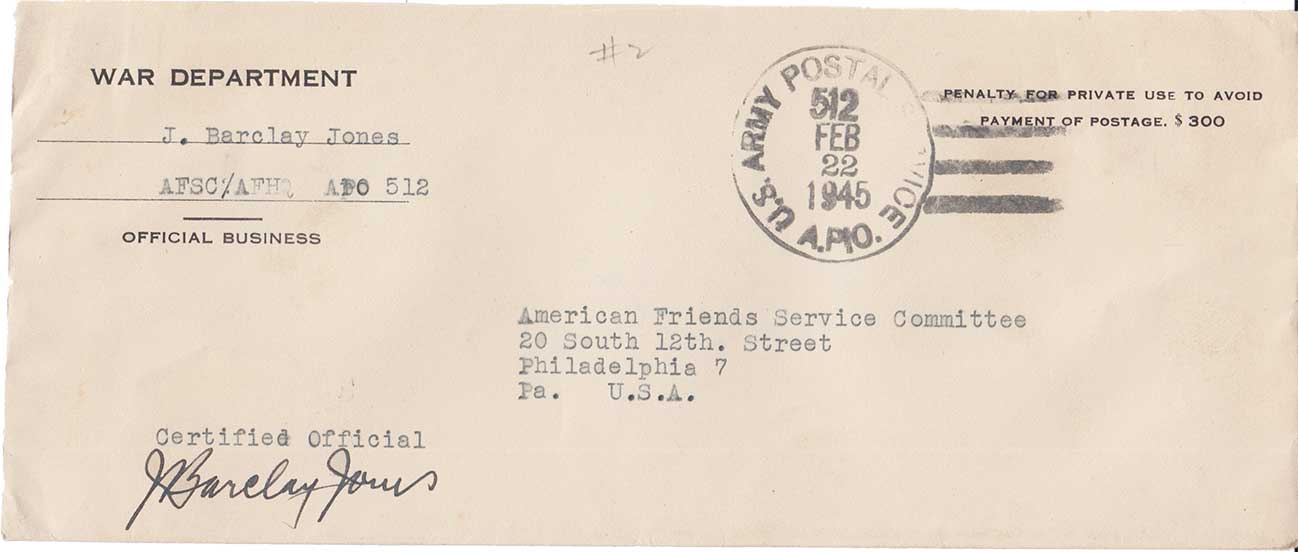 #2
WAR DEPARTMENT
J. Barclay Jones
AFSC/AFHQ APO 512
OFFICIAL BUSINESS
U.S. ARMY POSTAL SERVICE
512
FEB
22
1945
A.P.O.
PENALTY FOR PRIVATE USE TO AVOID
PAYMENT OF POSTAGE. $ 300
American Friends Service Committee
20 South 12th. Street
Philadelphia 7
Pa. U.S.A.
Certified Official
J Barclay Jones